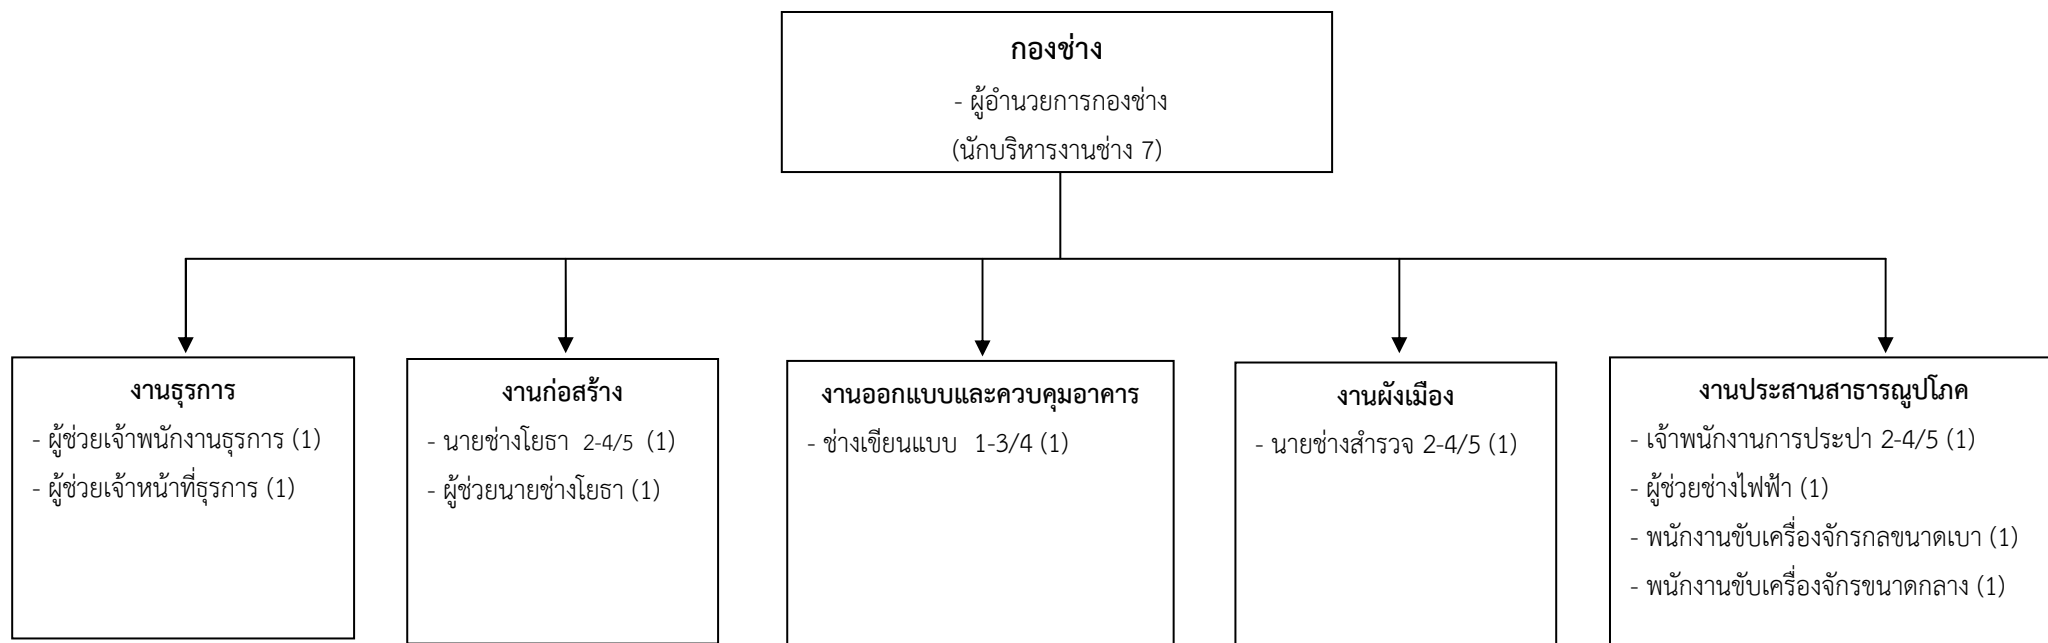 กองช่าง
- ผู้อำนวยการกองช่าง
(นักบริหารงานช่าง 7)
งานธุรการ
- ผู้ช่วยเจ้าพนักงานธุรการ (1)
- ผู้ช่วยเจ้าหน้าที่ธุรการ (1)
งานก่อสร้าง
- นายช่างโยธา 2-4/5 (1)
- ผู้ช่วยนายช่างโยธา (1)
งานออกแบบและควบคุมอาคาร
- ช่างเขียนแบบ 1-3/4 (1)
งานผังเมือง
- นายช่างสำรวจ 2-4/5 (1)
งานประสานสาธารณูปโภค
- เจ้าพนักงานการประปา 2-4/5 (1)
- ผู้ช่วยช่างไฟฟ้า (1)
- พนักงานขับเครื่องจักรกลขนาดเบา (1)
- พนักงานขับเครื่องจักรขนาดกลาง (1)